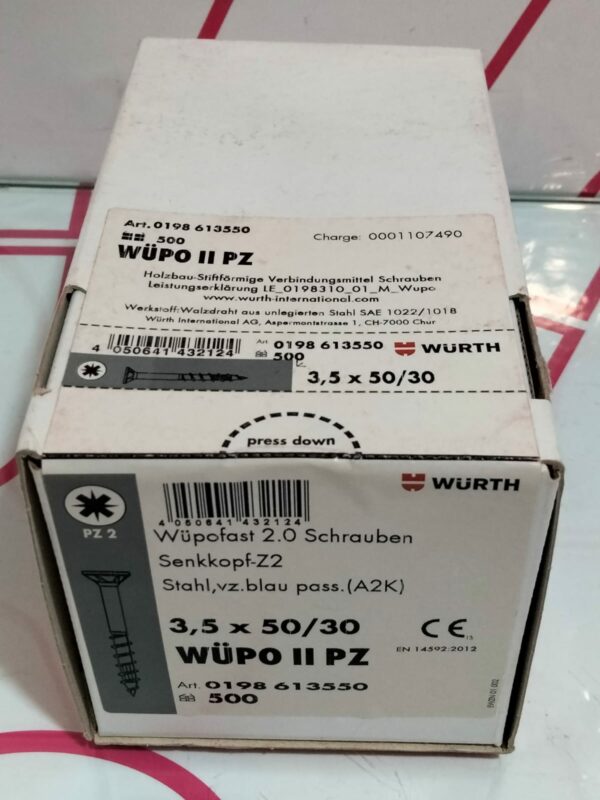 Art. 0198 613550
500
WÜPO II PZ
Charge: 0001107490
Holzbau-Stiftförmige Verbindungsmittel Schrauben
Leistungserklärung LE_0198310_01_M_Wupo
www.wurth-international.com
Werkstoff:Walzdraht aus unlegierten Stahl SAE 1022/1018
Würth International AG, Aspermontstrasse 1, CH-7000 Chur
4 050641 432124
Art. 0198 613550
500
WÜRTH
3,5 x 50/30
press down
WÜRTH
PZ 2
4 050641 432124
Wüpofast 2.0 Schrauben
Senkkopf-Z2
Stahl,vz.blau pass.(A2K)
3,5 x 50/30
CE
13
WÜPO II PZ
EN 14592:2012
Art. 0198 613550
500